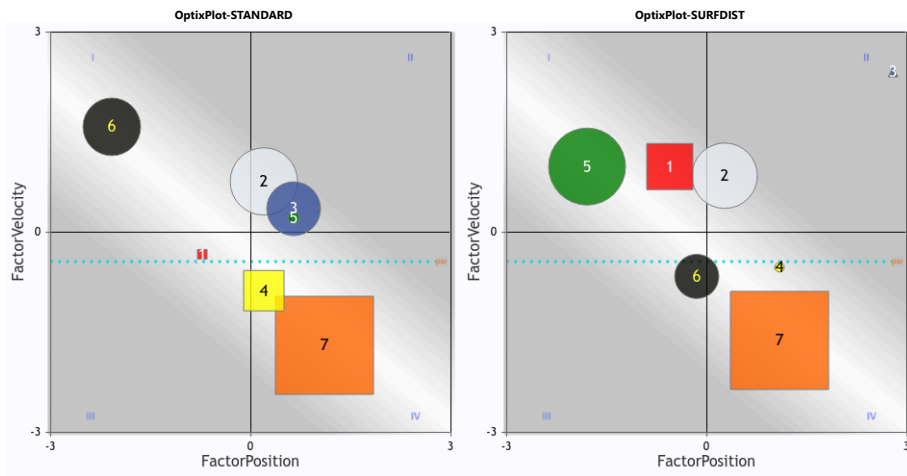 OptixPlot-STANDARD
3
I
II
6
2
3
5
FactorVelocity
0
1
par
4
7
III
IV
-3
-3
0
3
FactorPosition
OptixPlot-SURFDIST
3
I
II
3
5
1
2
FactorVelocity
0
par
4
6
7
III
IV
-3
-3
0
3
FactorPosition